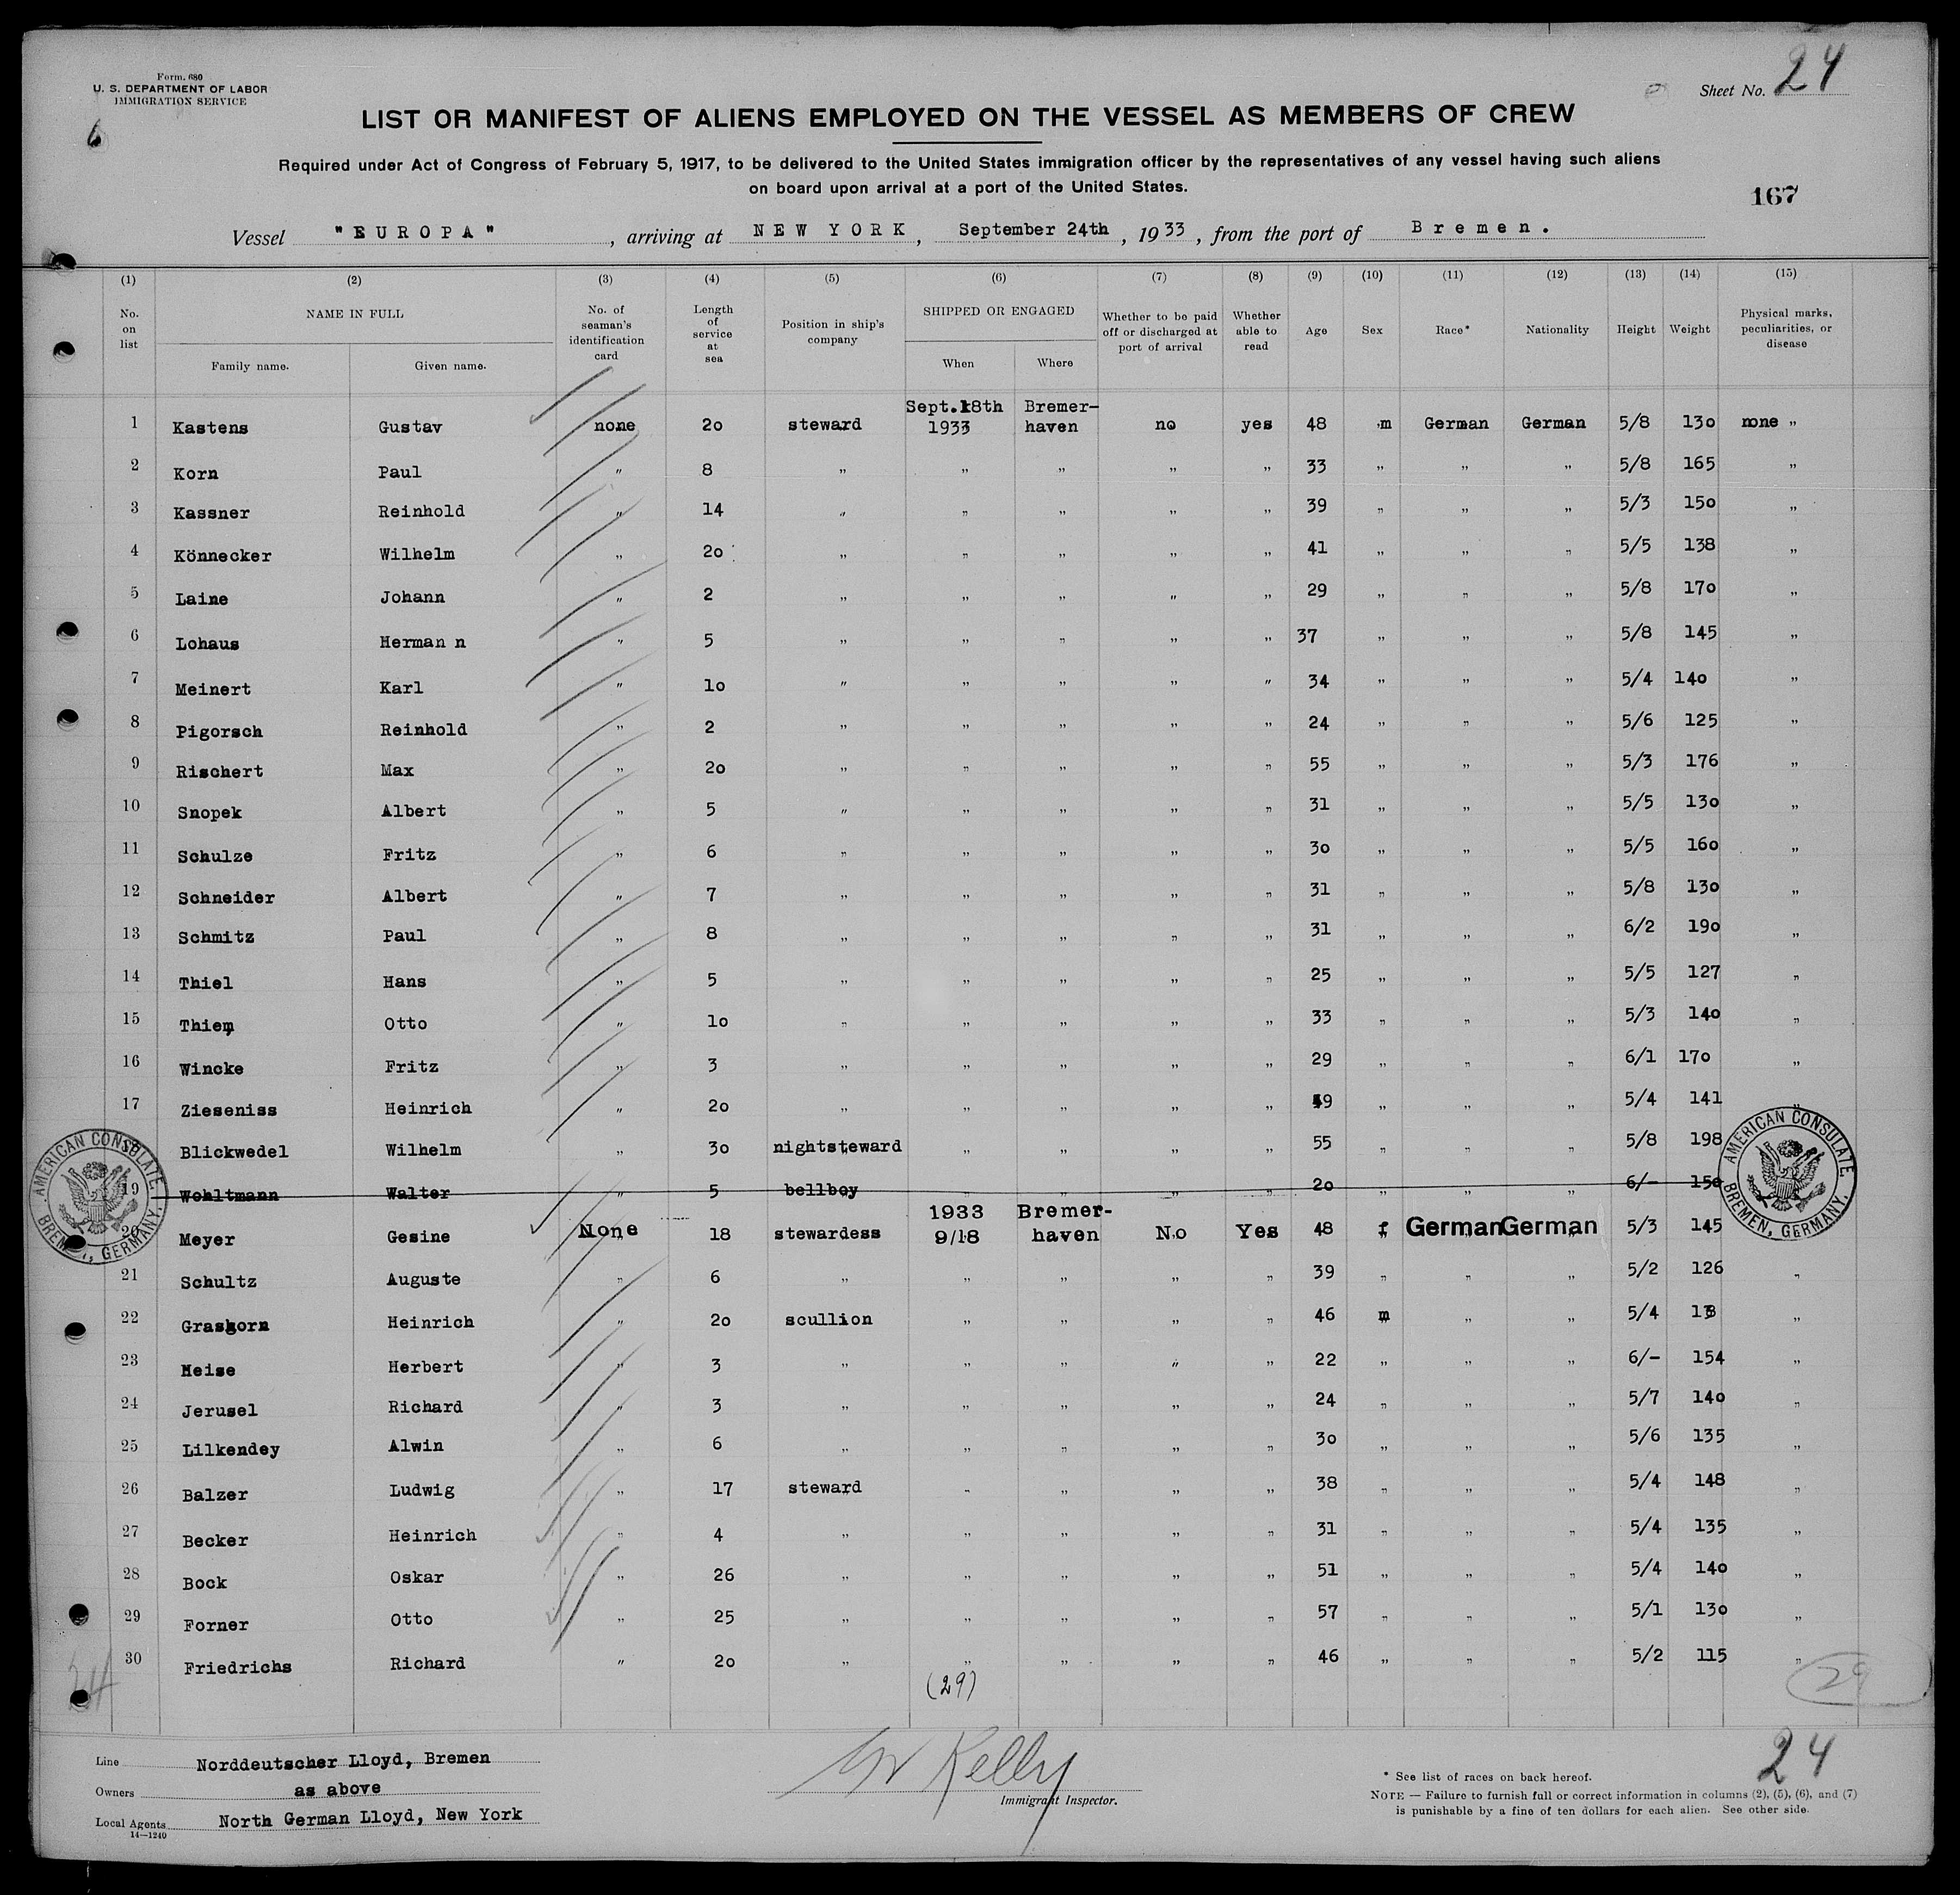 Form. 680
U. S. DEPARTMENT OF LABOR
IMMIGRATION SERVICE
Sheet No. 24
LIST OR MANIFEST OF ALIENS EMPLOYED ON THE VESSEL AS MEMBERS OF CREW
Required under Act of Congress of February 5, 1917, to be delivered to the United States immigration officer by the representatives of any vessel having such aliens
on board upon arrival at a port of the United States.
167
Vessel "EUROPA", arriving at NEW YORK, September 24th, 1933, from the port of Bremen.
(1) (2) (3) (4) (5) (6) (7) (8) (9) (10) (11) (12) (13) (14) (15)
No. on list NAME IN FULL Family name. Given name. No. of seaman's identification card Length of service at sea Position in ship's company SHIPPED OR ENGAGED When Where Whether to be paid off or discharged at port of arrival Whether able to read Age Sex Race* Nationality Height Weight Physical marks, peculiarities, or disease
1 Kastens Gustav none 20 steward Sept.18th 1933 Bremer-haven no yes 48 m German German 5/8 130 none "
2 Korn Paul " 8 " " " " " 33 " " " 5/8 165 "
3 Kassner Reinhold " 14 " " " " " 39 " " " 5/3 150 "
4 Könnecker Wilhelm " 20 " " " " " 41 " " " 5/5 138 "
5 Laine Johann " 2 " " " " " 29 " " " 5/8 170 "
6 Lohaus Herman n " 5 " " " " " 37 " " " 5/8 145 "
7 Meinert Karl " 10 " " " " " 34 " " " 5/4 140 "
8 Pigorsch Reinhold " 2 " " " " " 24 " " " 5/6 125 "
9 Rischert Max " 20 " " " " " 55 " " " 5/3 176 "
10 Snopek Albert " 5 " " " " " 31 " " " 5/5 130 "
11 Schulze Fritz " 6 " " " " " 30 " " " 5/5 160 "
12 Schneider Albert " 7 " " " " " 31 " " " 5/8 130 "
13 Schmitz Paul " 8 " " " " " 31 " " " 6/2 190 "
14 Thiel Hans " 5 " " " " " 25 " " " 5/5 127 "
15 Thiem Otto " 10 " " " " " 33 " " " 5/3 140 "
16 Wincke Fritz " 3 " " " " " 29 " " " 6/1 170 "
17 Zieseniss Heinrich " 20 " " " " " " " " 5/4 141 "
Blickwedel Wilhelm " 30 nightsteward " " " " 55 " " " 5/8 198
19 Wohltmann Walter " 5 bellboy " " " " 20 " " " 6/- 150
20 Meyer Gesine None 18 stewardess 1933 9/18 Bremer-haven No Yes 48 f German German 5/3 145
21 Schultz Auguste " 6 " " " " " 39 " " " 5/2 126 "
22 Grashorn Heinrich " 20 scullion " " " " 46 m " " 5/4 "
23 Heise Herbert " 3 " " " " " 22 " " " 6/- 154 "
24 Jerusel Richard " 3 " " " " " 24 " " " 5/7 140 "
25 Lilkendey Alwin " 6 " " " " " 30 " " " 5/6 135 "
26 Balzer Ludwig " 17 steward " " " " 38 " " " 5/4 148 "
27 Becker Heinrich " 4 " " " " " 31 " " " 5/4 135 "
28 Bock Oskar " 26 " " " " " 51 " " " 5/4 140 "
29 Forner Otto " 25 " " " " " 57 " " " 5/1 130 "
30 Friedrichs Richard " 20 " " " " " 46 " " " 5/2 115 "
AMERICAN CONSULATE. BREMEN, GERMANY.
AMERICAN CONSULATE. BREMEN, GERMANY.
24
(29)
29
24
Line Norddeutscher Lloyd, Bremen
Owners as above
Local Agents North German Lloyd, New York
14—1240
Kelly
Immigrant Inspector.
* See list of races on back hereof.
NOTE — Failure to furnish full or correct information in columns (2), (5), (6), and (7)
is punishable by a fine of ten dollars for each alien. See other side.